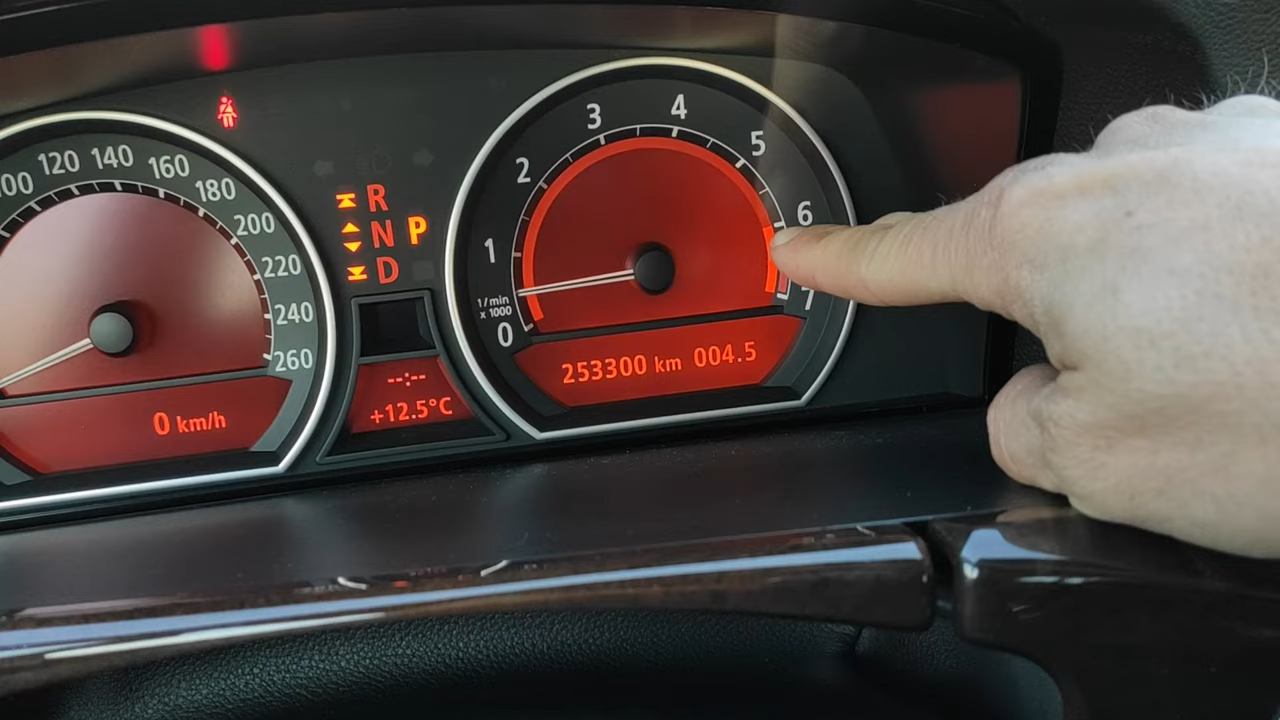 100 120 140 160 180 200 220 240 260
0 km/h
R
N P
D
--:--
+12.5°C
0 1 2 3 4 5 6 7
1/min
x 1000
253300 km 004.5